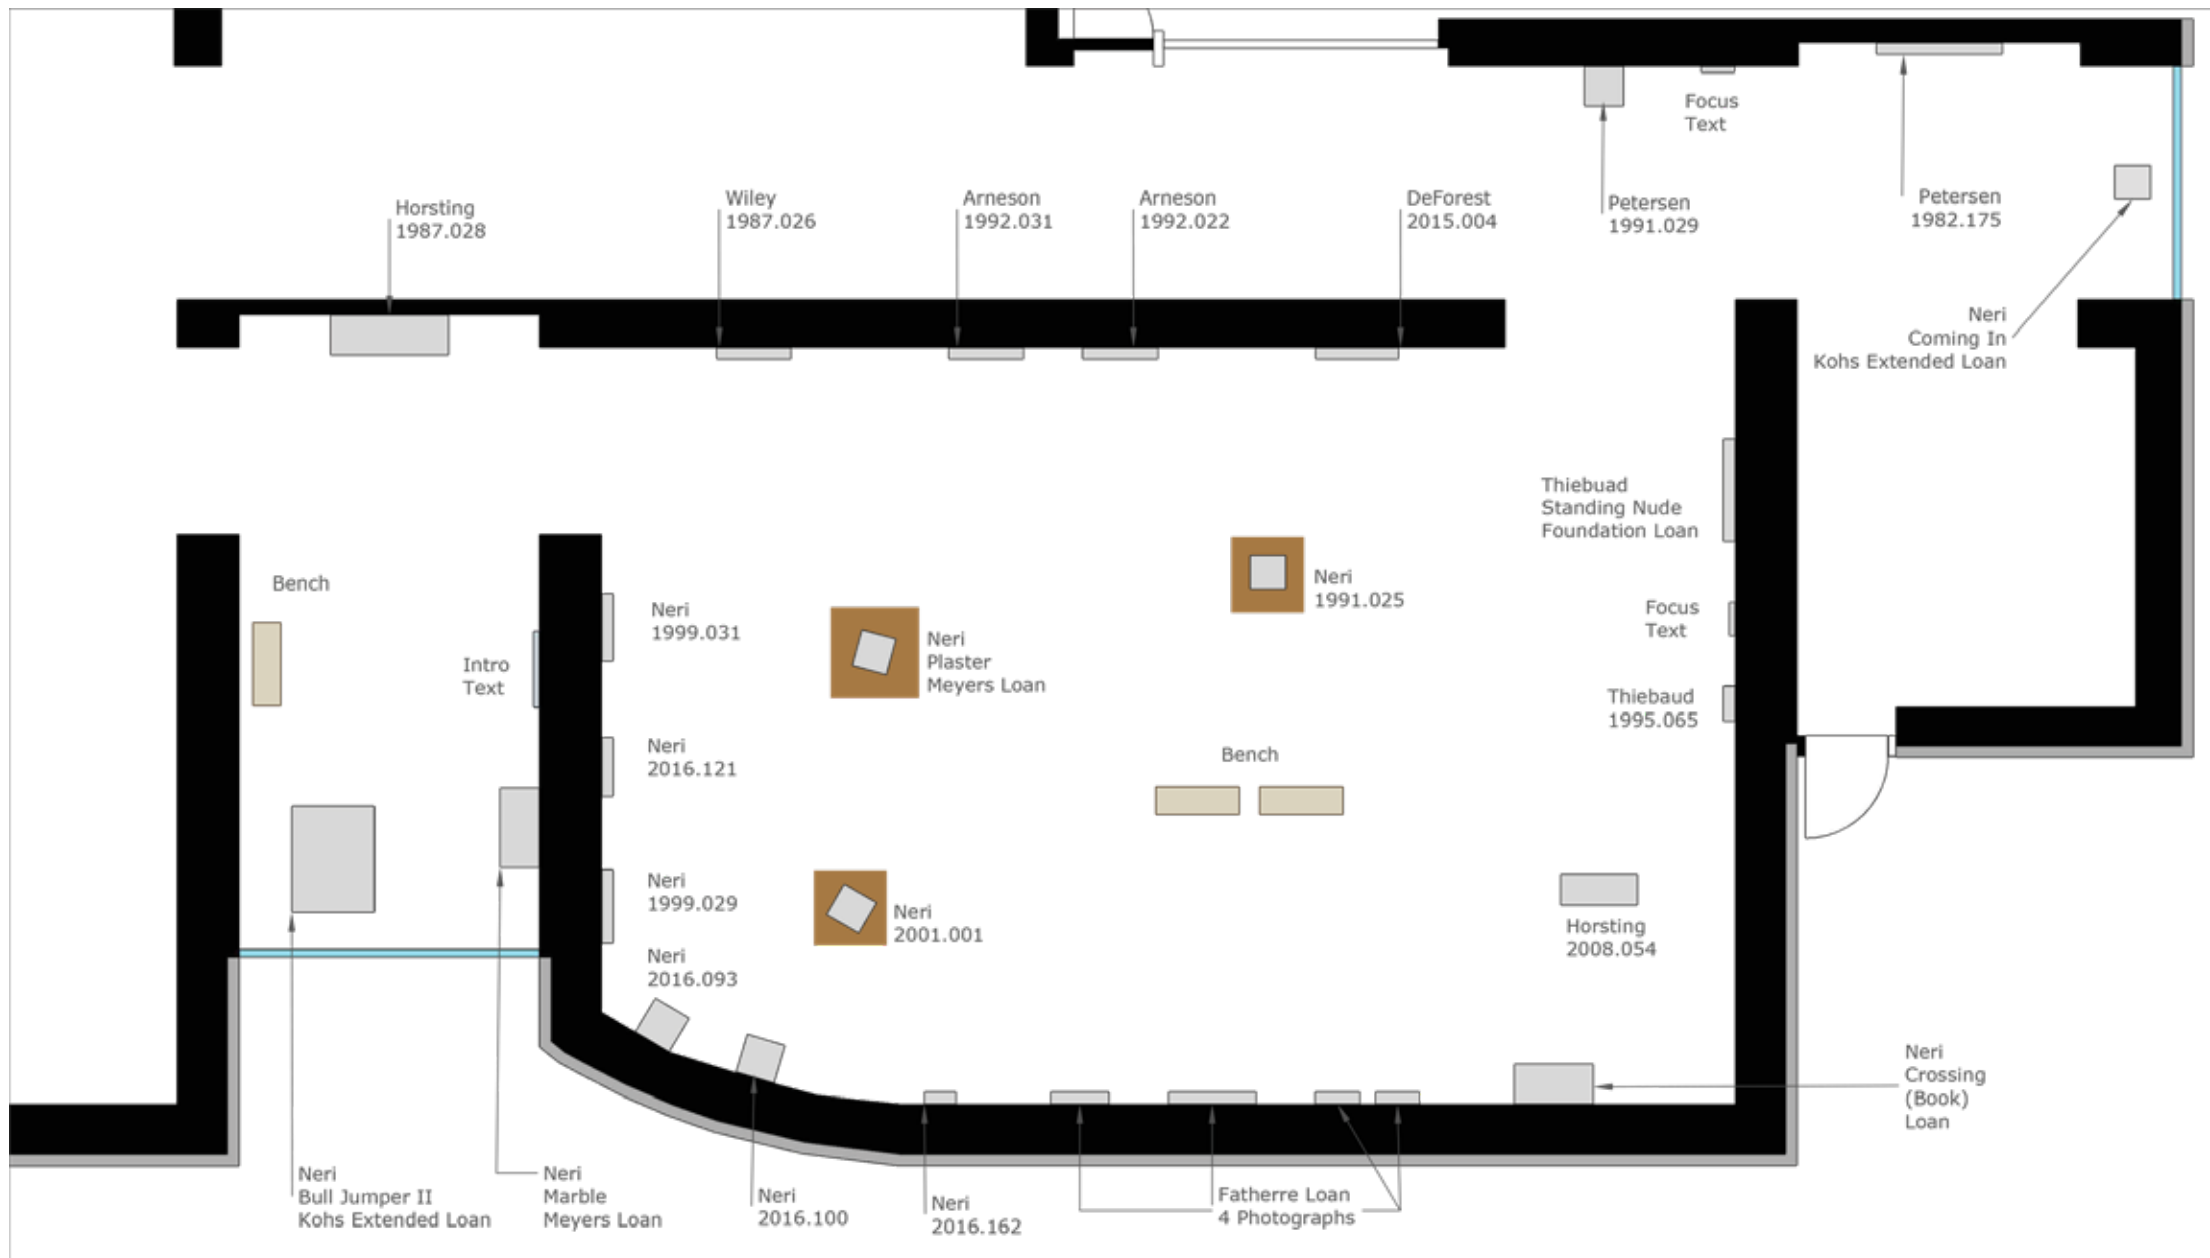 Focus
Text
Horsting
1987.028
Wiley
1987.026
Arneson
1992.031
Arneson
1992.022
DeForest
2015.004
Petersen
1991.029
Petersen
1982.175
Neri
Coming In
Kohs Extended Loan
Thiebuad
Standing Nude
Foundation Loan
Bench
Neri
1999.031
Neri
Plaster
Meyers Loan
Neri
1991.025
Focus
Text
Intro
Text
Thiebaud
1995.065
Neri
2016.121
Bench
Neri
1999.029
Neri
2001.001
Horsting
2008.054
Neri
2016.093
Neri
Crossing
(Book)
Loan
Neri
Bull Jumper II
Kohs Extended Loan
Neri
Marble
Meyers Loan
Neri
2016.100
Neri
2016.162
Fatherre Loan
4 Photographs